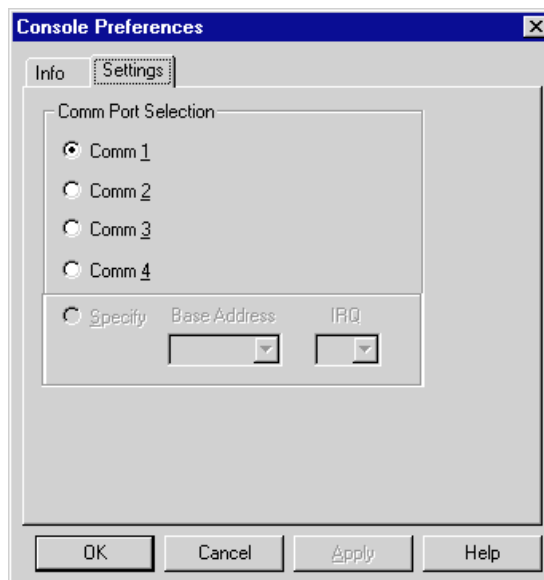 Console Preferences
Info Settings
Comm Port Selection
Comm 1
Comm 2
Comm 3
Comm 4
Specify Base Address IRQ
OK Cancel Apply Help